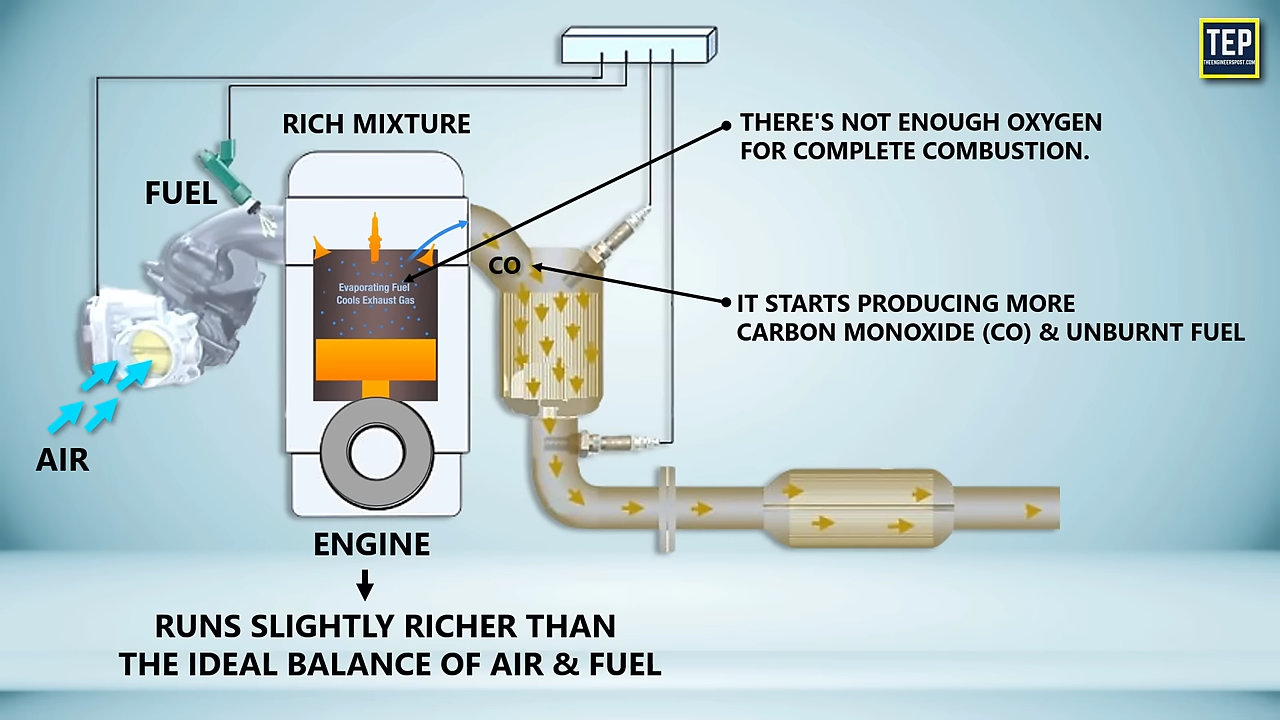 TEP
THEENGINEERSPOST.COM
RICH MIXTURE
THERE'S NOT ENOUGH OXYGEN
FOR COMPLETE COMBUSTION.
FUEL
CO
Evaporating Fuel
Cools Exhaust Gas
IT STARTS PRODUCING MORE
CARBON MONOXIDE (CO) & UNBURNT FUEL
AIR
ENGINE
RUNS SLIGHTLY RICHER THAN
THE IDEAL BALANCE OF AIR & FUEL